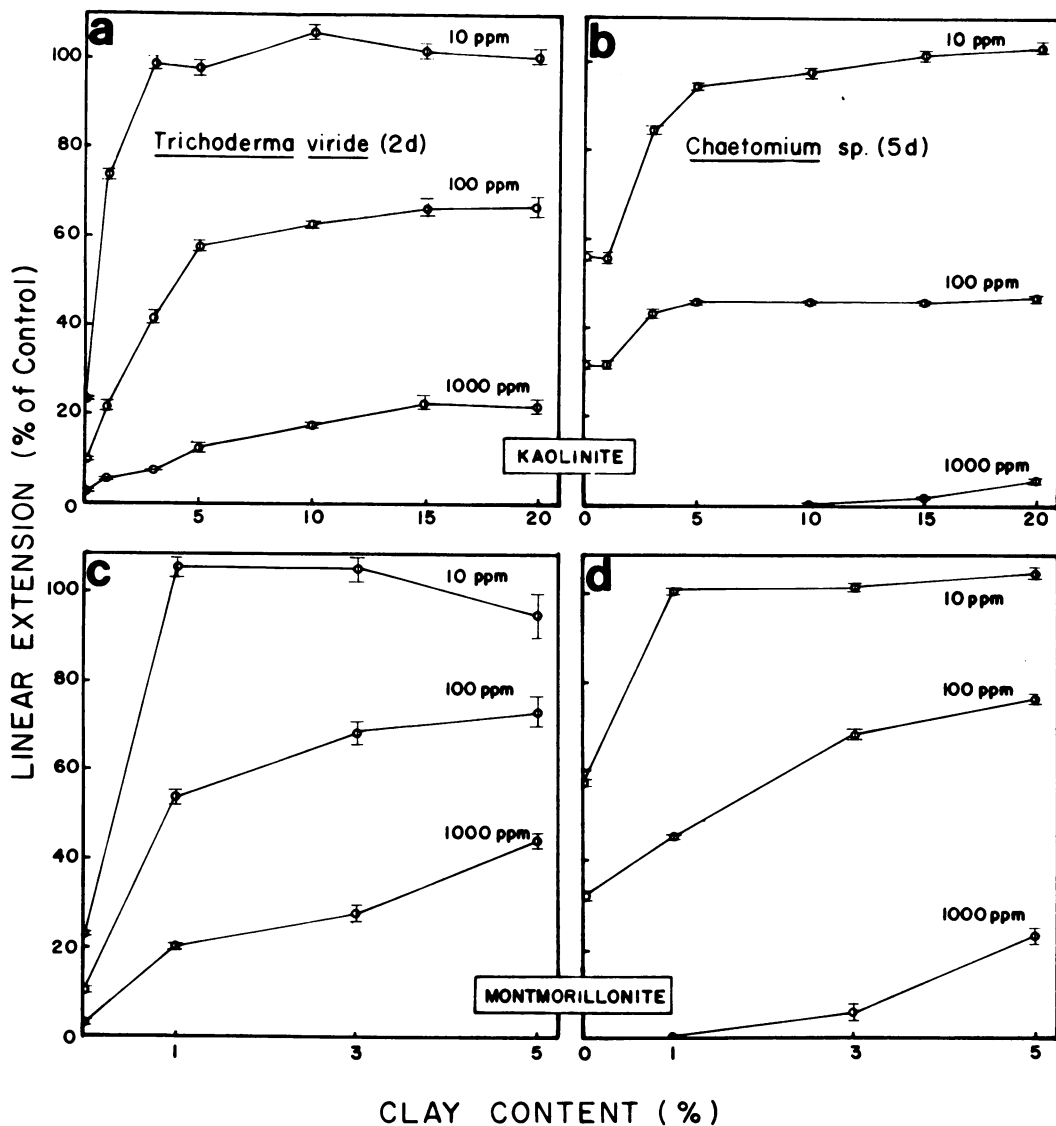 LINEAR EXTENSION (% of Control)
a
10 ppm
Trichoderma viride (2d)
100 ppm
1000 ppm
100
80
60
40
20
0
5
10
15
20
b
10 ppm
Chaetomium sp. (5d)
100 ppm
1000 ppm
0
5
10
15
20
KAOLINITE
c
10 ppm
100 ppm
1000 ppm
100
80
60
40
20
0
1
3
5
d
10 ppm
100 ppm
1000 ppm
0
1
3
5
MONTMORILLONITE
CLAY CONTENT (%)